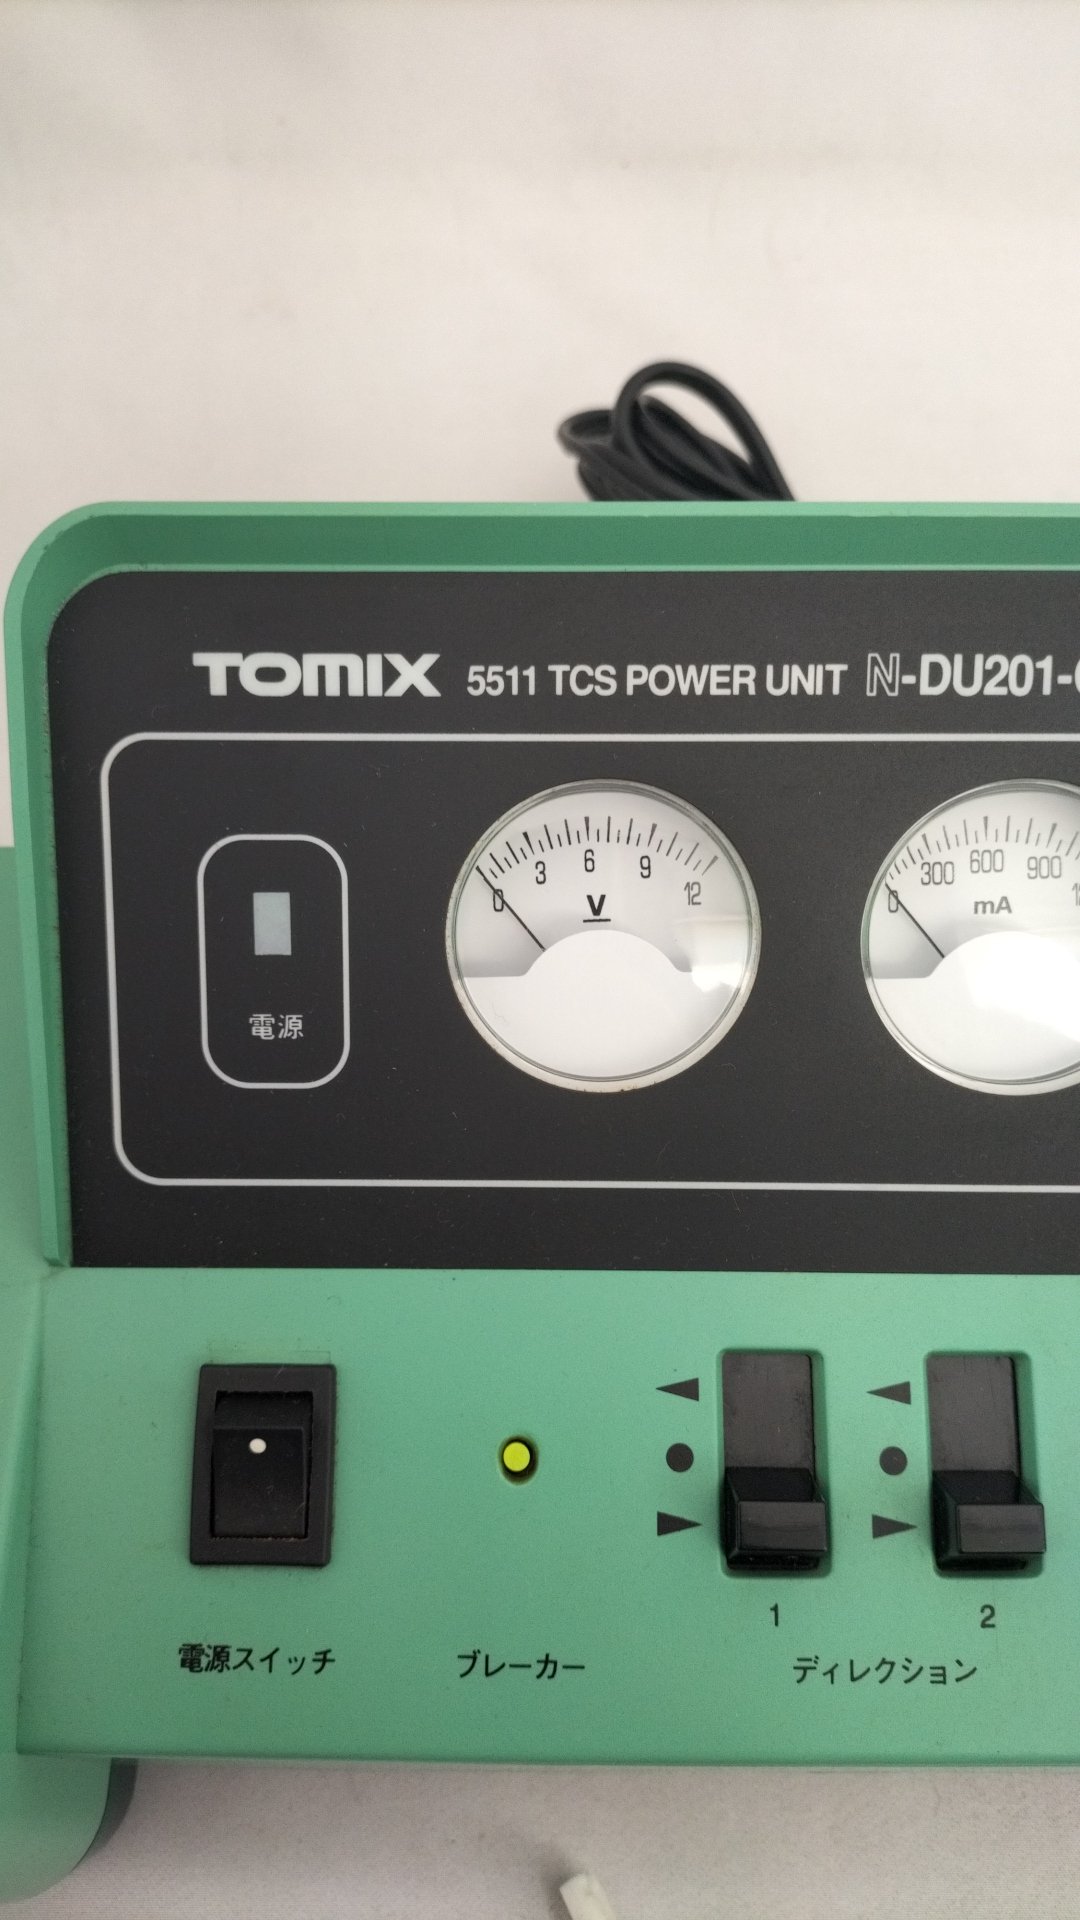 TOMIX 5511 TCS POWER UNIT N-DU201-
0 3 6 9 12
V
0 300 600 900
mA
電源
1 2
電源スイッチ ブレーカー ディレクション